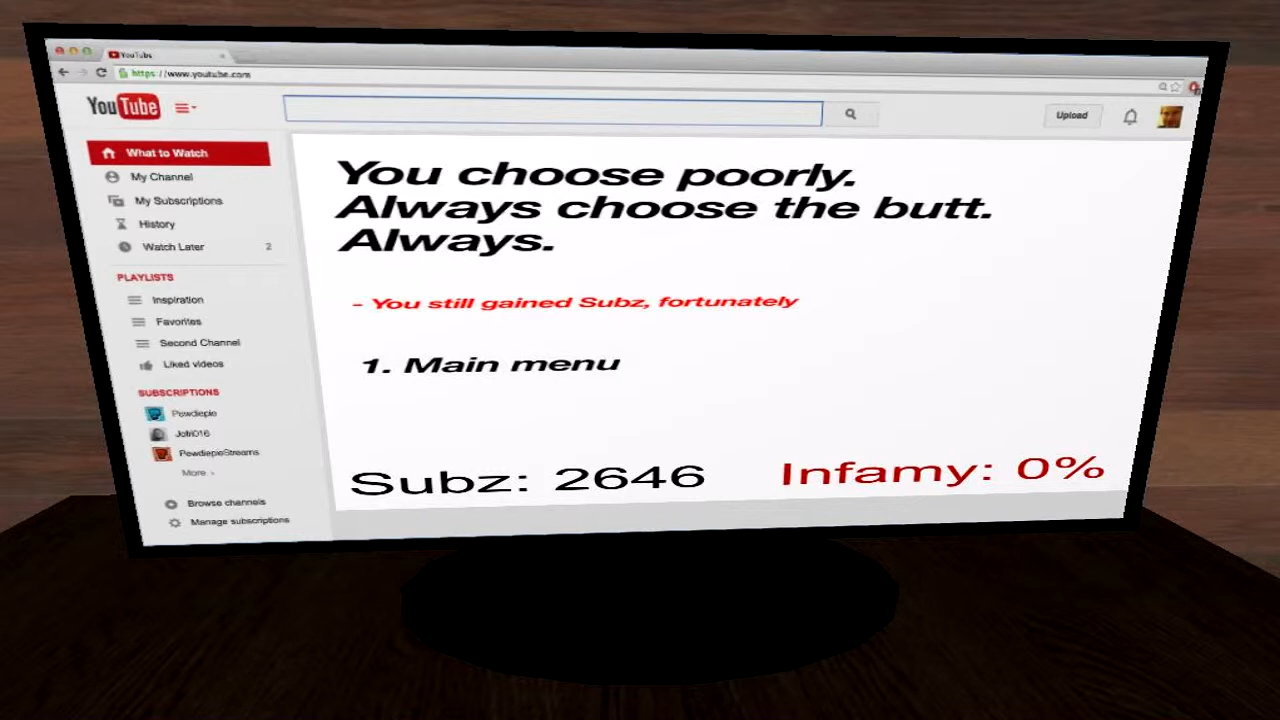 YouTube
https://www.youtube.com
YouTube
Upload
What to Watch
My Channel
My Subscriptions
History
Watch Later 2
PLAYLISTS
Inspiration
Favorites
Second Channel
Liked videos
SUBSCRIPTIONS
Pewdiepie
PewdiepieStreams
More
Browse channels
Manage subscriptions
You choose poorly.
Always choose the butt.
Always.
- You still gained Subz, fortunately
1. Main menu
Subz: 2646 Infamy: 0%